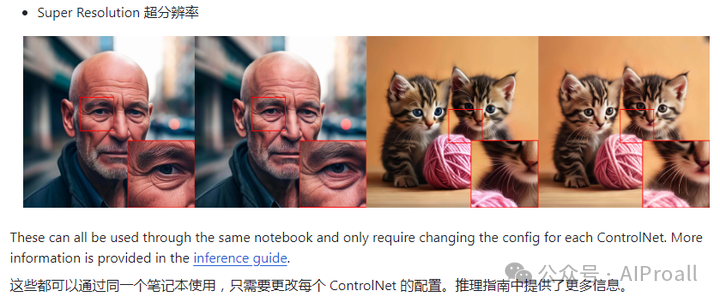 Super Resolution 超分辨率
These can all be used through the same notebook and only require changing the config for each ControlNet. More
information is provided in the inference guide.
这些都可以通过同一个笔记本使用，只需要更改每个 ControlNet 的配置。推理指南中提供了更多信息。
公众号 · AIProall